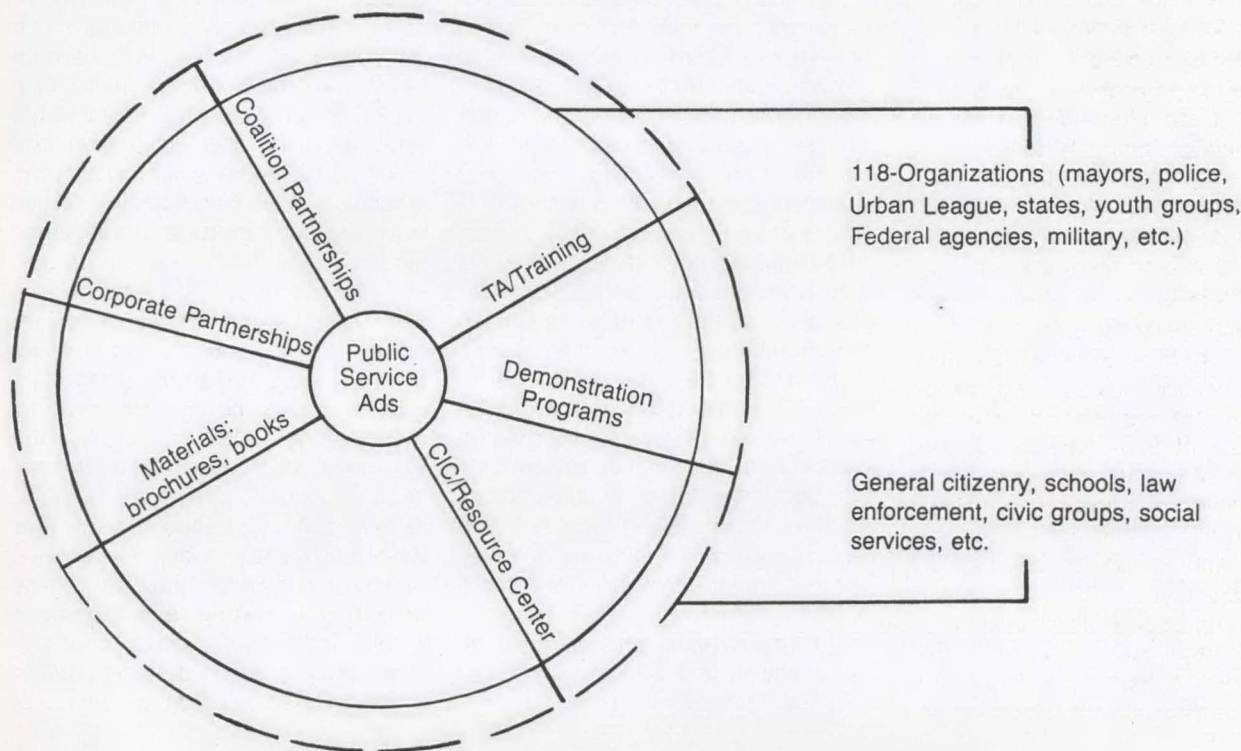 Coalition Partnerships
TA/Training
118-Organizations (mayors, police,
Urban League, states, youth groups,
Federal agencies, military, etc.)
Corporate Partnerships
Public
Service
Ads
Demonstration
Programs
Materials:
brochures, books
CIC/Resource Center
General citizenry, schools, law
enforcement, civic groups, social
services, etc.